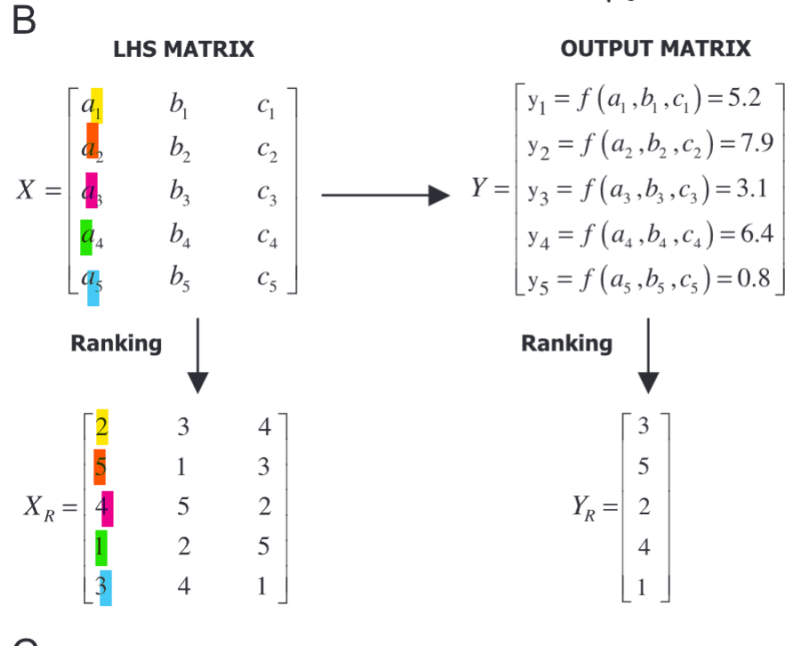 B
LHS MATRIX
OUTPUT MATRIX
X =
a₁ b₁ c₁
a₂ b₂ c₂
a₃ b₃ c₃
a₄ b₄ c₄
a₅ b₅ c₅
Y =
y₁ = f (a₁,b₁,c₁) = 5.2
y₂ = f (a₂,b₂,c₂) = 7.9
y₃ = f (a₃,b₃,c₃) = 3.1
y₄ = f (a₄,b₄,c₄) = 6.4
y₅ = f (a₅,b₅,c₅) = 0.8
Ranking
Ranking
X_R =
2 3 4
5 1 3
4 5 2
1 2 5
3 4 1
Y_R =
3
5
2
4
1